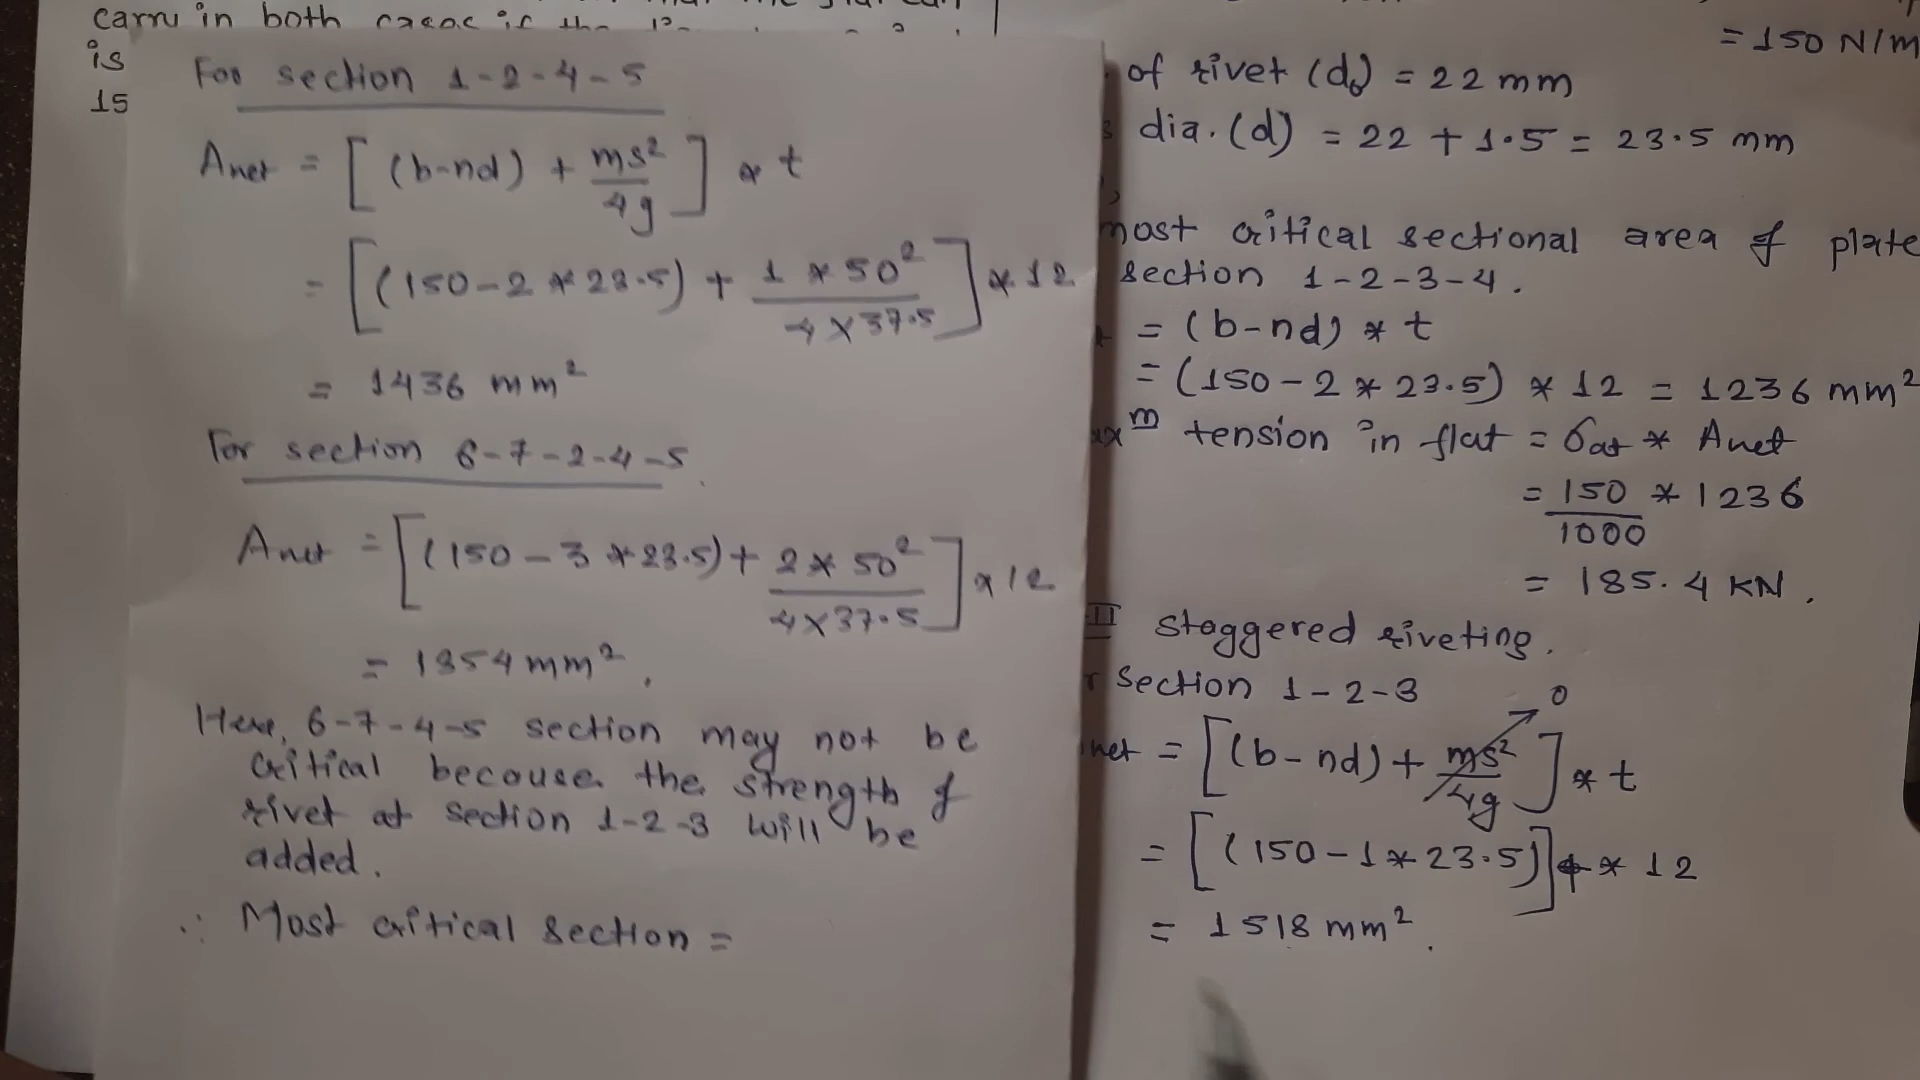 carry in both
is
15
For section 1-2-4-5
Anet = [ (b-nd) + ms²/4g ] * t
= [(150-2*23.5) + 1*50²/4×37.5] * 12
= 1436 mm²
For section 6-7-2-4-5
Anet = [(150-3*23.5) + 2*50²/4×37.5] * 12
= 1354 mm².
Here, 6-7-4-5 section may not be
critical because the strength of
rivet at section 1-2-3 will be
added.
∴ Most critical section =
= 150 N/m
of rivet (d₀) = 22 mm
dia. (d) = 22 + 1.5 = 23.5 mm
most critical sectional area of plate
section 1-2-3-4.
= (b-nd) * t
= (150-2*23.5) * 12 = 1236 mm²
tension in flat = σat * Anet
= 150/1000 * 1236
= 185.4 KN.
II staggered riveting.
section 1-2-3
net = [(b-nd) + ms²/4g ] * t
0
= [(150-1*23.5)] * 12
= 1518 mm².